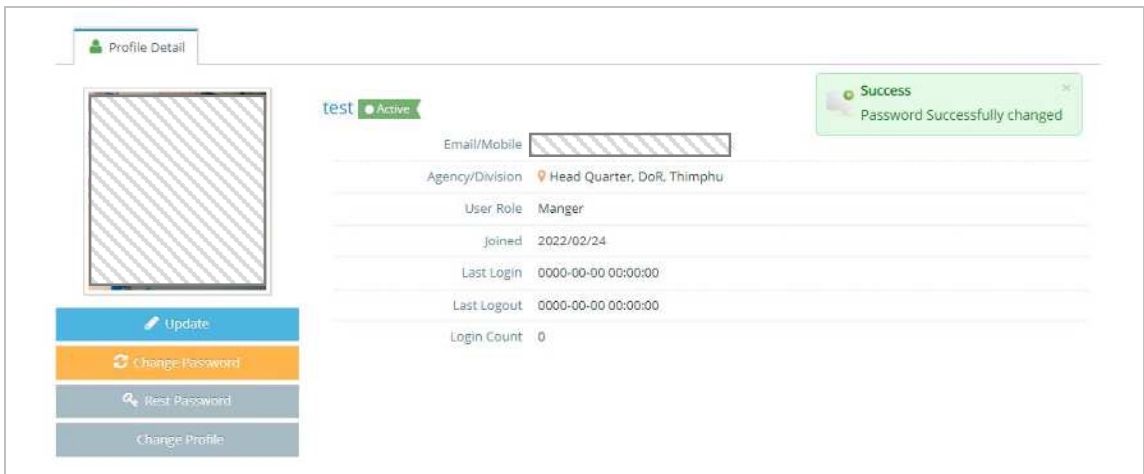 Profile Detail
Success
Password Successfully changed
test Active
Email/Mobile
Agency/Division Head Quarter, DoR, Thimphu
User Role Manger
Joined 2022/02/24
Last Login 0000-00-00 00:00:00
Last Logout 0000-00-00 00:00:00
Login Count 0
Update
Change Password
Rest Password
Change Profile